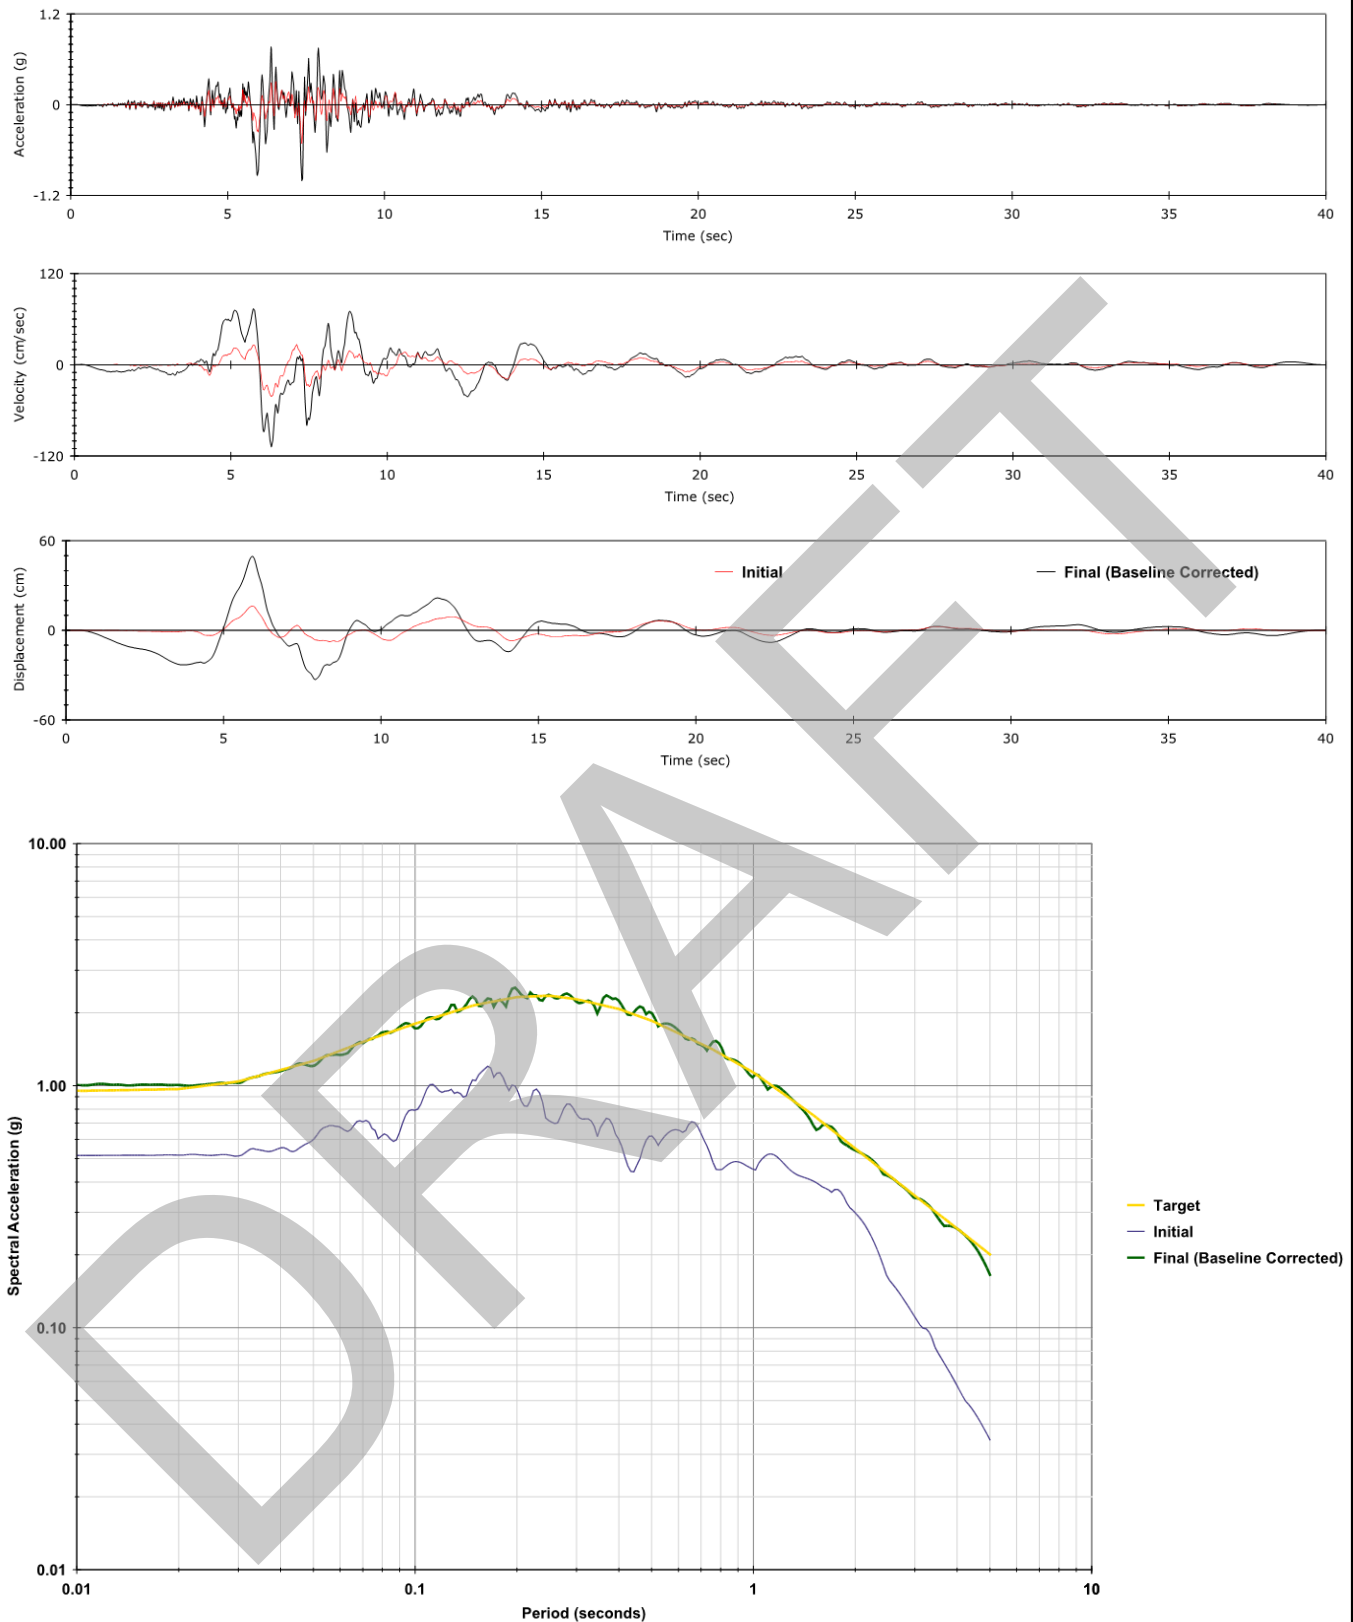 1.2
Acceleration (g)
0
-1.2
0 5 10 15 20 25 30 35 40
Time (sec)
120
Velocity (cm/sec)
0
-120
0 5 10 15 20 25 30 35 40
Time (sec)
60
Displacement (cm)
Initial Final (Baseline Corrected)
0
-60
0 5 10 15 20 25 30 35 40
Time (sec)
DRAFT
10.00
1.00
Spectral Acceleration (g)
0.10
0.01
0.01 0.1 1 10
Period (seconds)
Target
Initial
Final (Baseline Corrected)